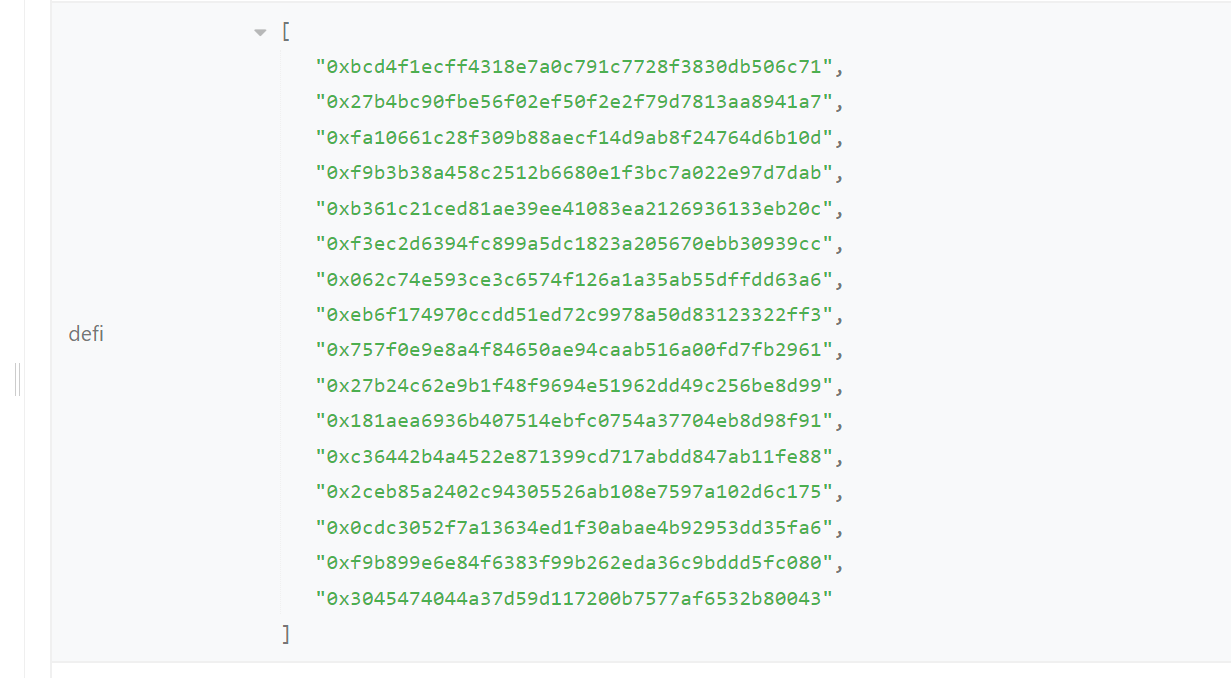 [
"0xbcd4f1ecff4318e7a0c791c7728f3830db506c71",
"0x27b4bc90fbe56f02ef50f2e2f79d7813aa8941a7",
"0xfa10661c28f309b88aecf14d9ab8f24764d6b10d",
"0xf9b3b38a458c2512b6680e1f3bc7a022e97d7dab",
"0xb361c21ced81ae39ee41083ea2126936133eb20c",
"0xf3ec2d6394fc899a5dc1823a205670ebb30939cc",
"0x062c74e593ce3c6574f126a1a35ab55dffdd63a6",
"0xeb6f174970ccdd51ed72c9978a50d83123322ff3",
defi
"0x757f0e9e8a4f84650ae94caab516a00fd7fb2961",
"0x27b24c62e9b1f48f9694e51962dd49c256be8d99",
"0x181aea6936b407514ebfc0754a37704eb8d98f91",
"0xc36442b4a4522e871399cd717abdd847ab11fe88",
"0x2ceb85a2402c94305526ab108e7597a102d6c175",
"0x0cdc3052f7a13634ed1f30abae4b92953dd35fa6",
"0xf9b899e6e84f6383f99b262eda36c9bddd5fc080",
"0x3045474044a37d59d117200b7577af6532b80043"
]